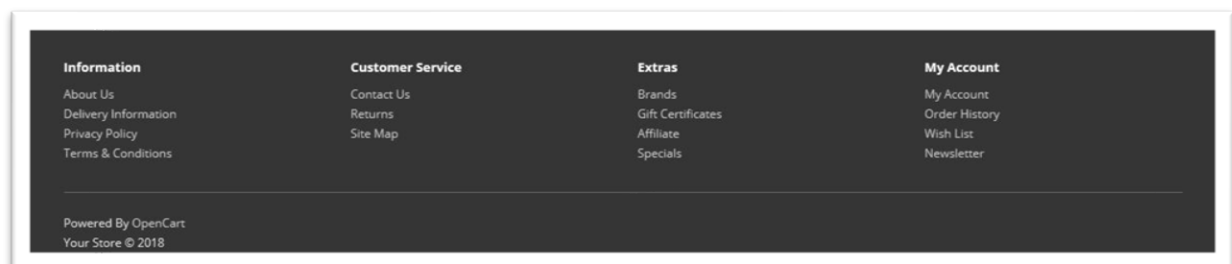 Information
About Us
Delivery Information
Privacy Policy
Terms & Conditions
Customer Service
Contact Us
Returns
Site Map
Extras
Brands
Gift Certificates
Affiliate
Specials
My Account
My Account
Order History
Wish List
Newsletter
Powered By OpenCart
Your Store © 2018